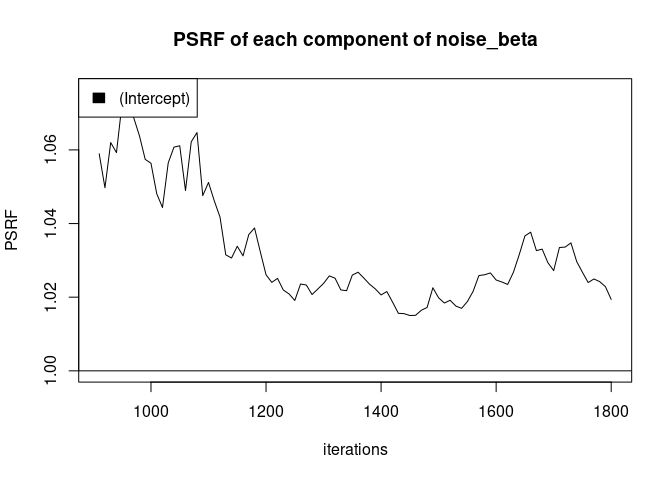 PSRF of each component of noise_beta
(Intercept)
PSRF
1.06
1.04
1.02
1.00
1000 1200 1400 1600 1800
iterations